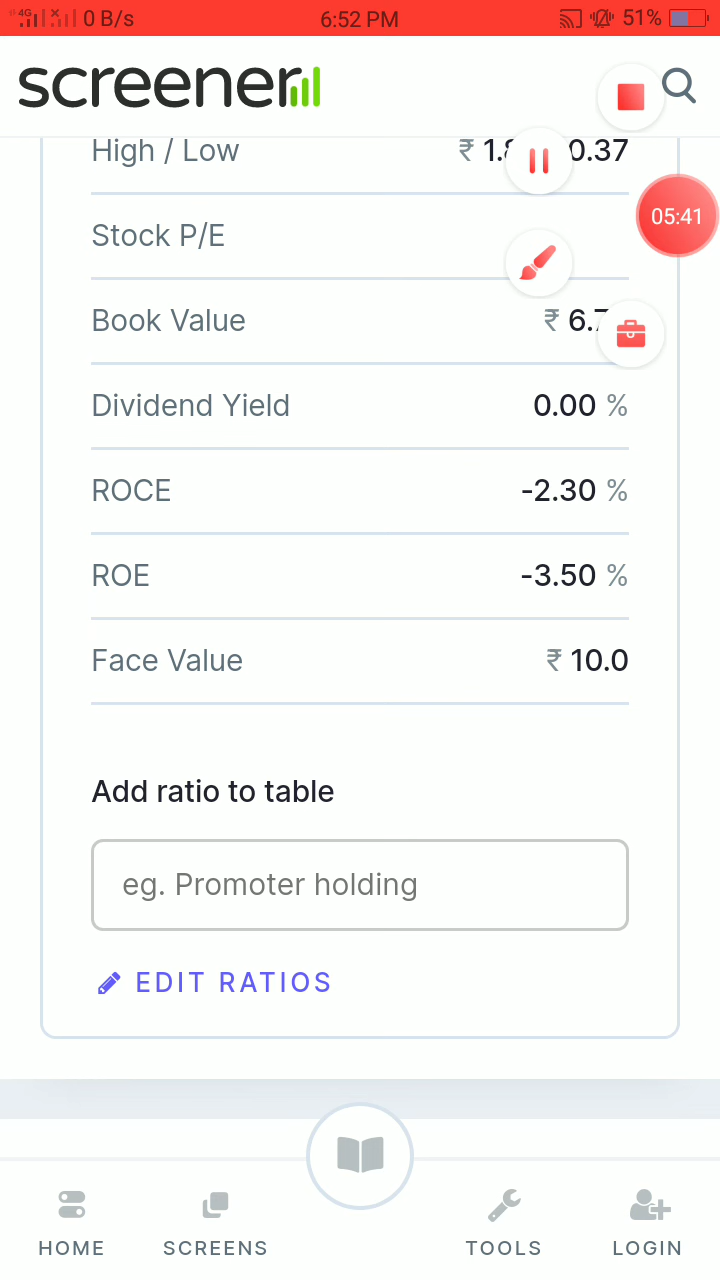 4G 0 B/s 6:52 PM 51%
screener
High / Low ₹ 0.37
Stock P/E
05:41
Book Value ₹
Dividend Yield 0.00 %
ROCE -2.30 %
ROE -3.50 %
Face Value ₹ 10.0
Add ratio to table
eg. Promoter holding
EDIT RATIOS
HOME SCREENS TOOLS LOGIN